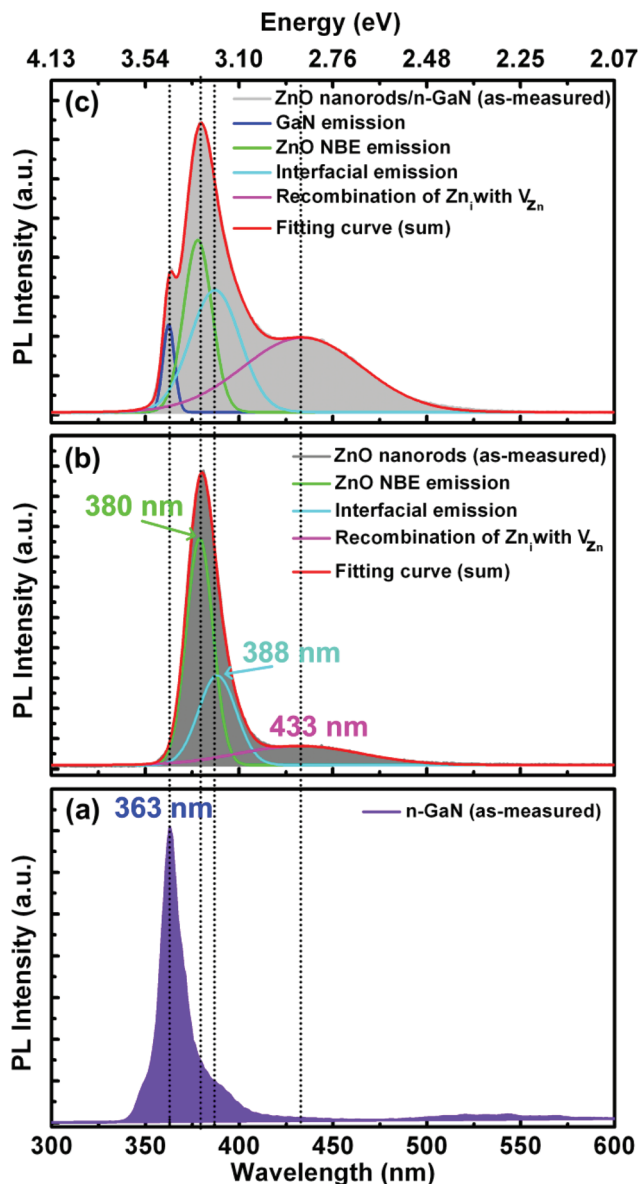 Energy (eV)
4.13 3.54 3.10 2.76 2.48 2.25 2.07
(c)
ZnO nanorods/n-GaN (as-measured)
GaN emission
ZnO NBE emission
Interfacial emission
Recombination of Zni with VZn
Fitting curve (sum)
PL Intensity (a.u.)
(b)
ZnO nanorods (as-measured)
ZnO NBE emission
Interfacial emission
Recombination of Zni with VZn
Fitting curve (sum)
380 nm
388 nm
433 nm
PL Intensity (a.u.)
(a)
363 nm
n-GaN (as-measured)
PL Intensity (a.u.)
300 350 400 450 500 550 600
Wavelength (nm)